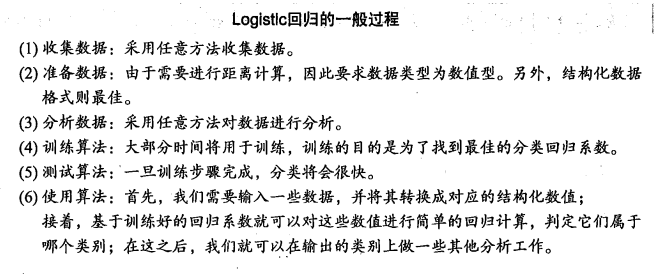 Logistic回归的一般过程
(1) 收集数据：采用任意方法收集数据。
(2) 准备数据：由于需要进行距离计算，因此要求数据类型为数值型。另外，结构化数据
格式则最佳。
(3) 分析数据：采用任意方法对数据进行分析。
(4) 训练算法：大部分时间将用于训练，训练的目的是为了找到最佳的分类回归系数。
(5) 测试算法：一旦训练步骤完成，分类将会很快。
(6) 使用算法：首先，我们需要输入一些数据，并将其转换成对应的结构化数值；
接着，基于训练好的回归系数就可以对这些数值进行简单的回归计算，判定它们属于
哪个类别；在这之后，我们就可以在输出的类别上做一些其他分析工作。